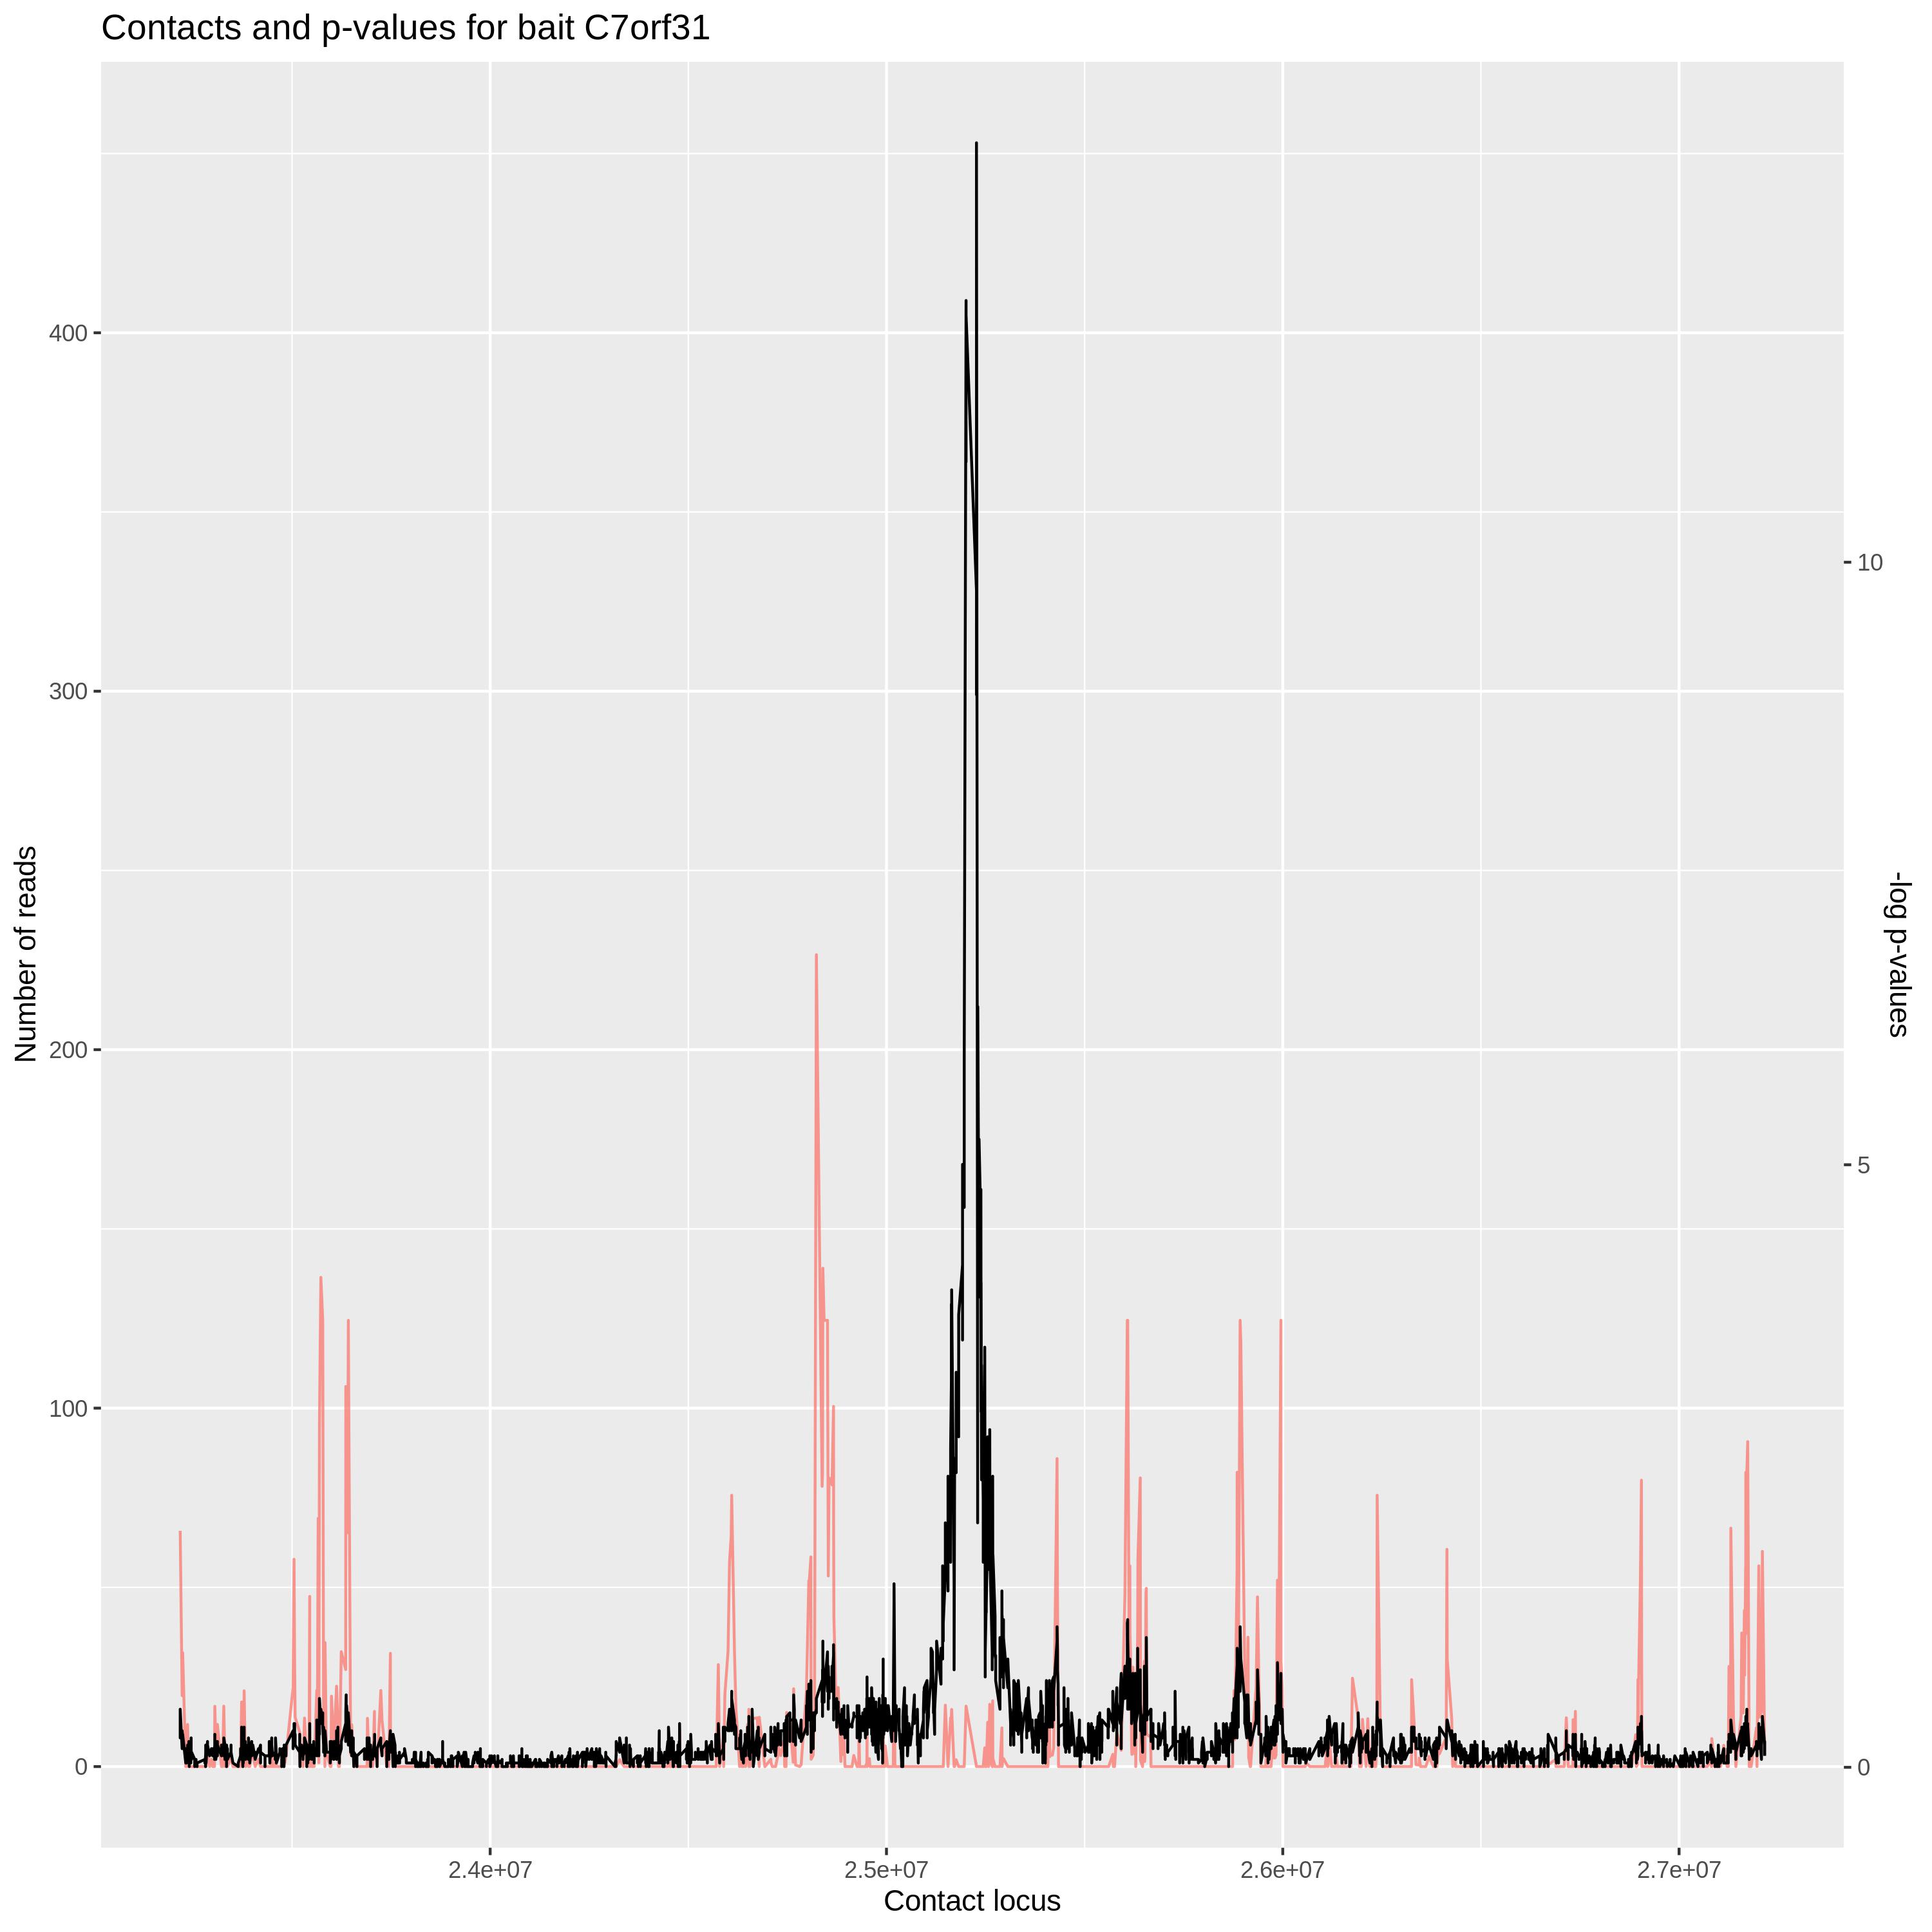 Contacts and p-values for bait C7orf31
Number of reads
400
300
200
100
0
10
5
0
-log p-values
2.4e+07
2.5e+07
2.6e+07
2.7e+07
Contact locus